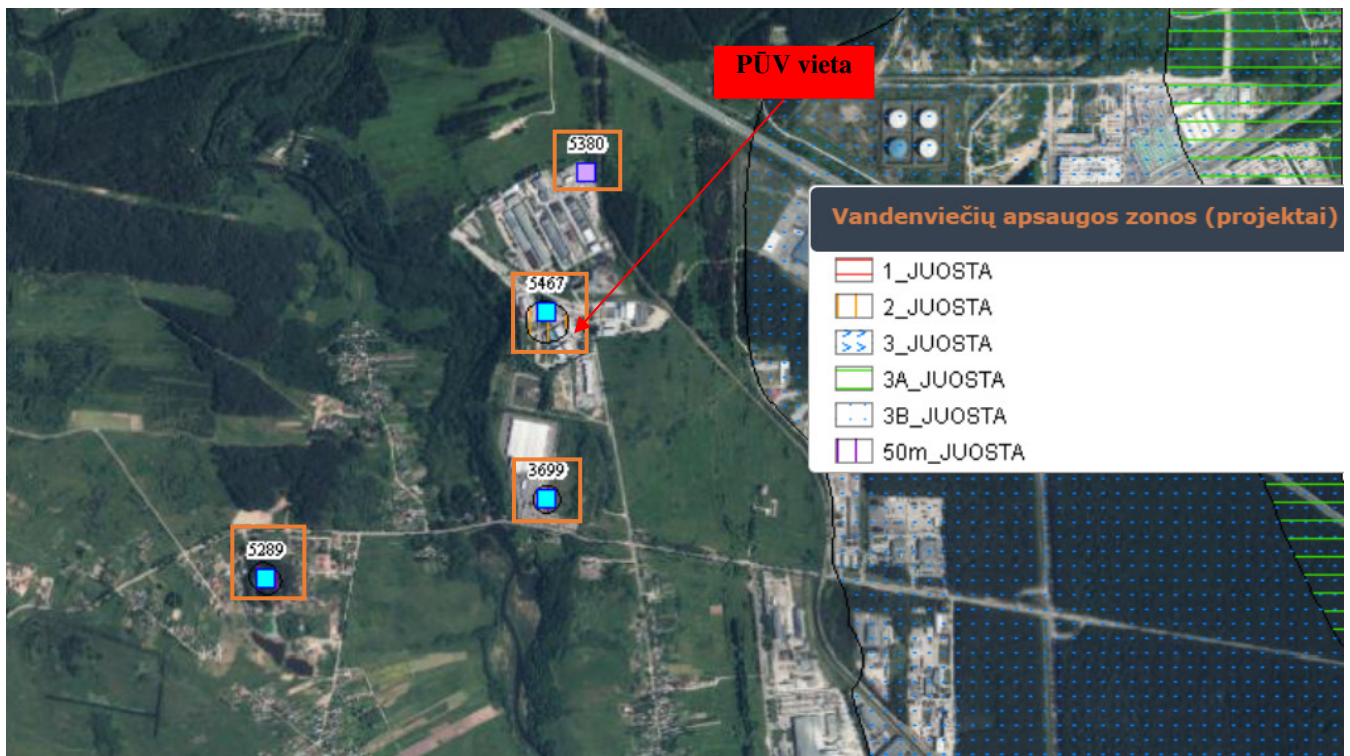 PŪV vieta
5380
Vandenviečių apsaugos zonos (projektai)
1_JUOSTA
5467
2_JUOSTA
3_JUOSTA
3A_JUOSTA
3B_JUOSTA
50m_JUOSTA
3699
5289